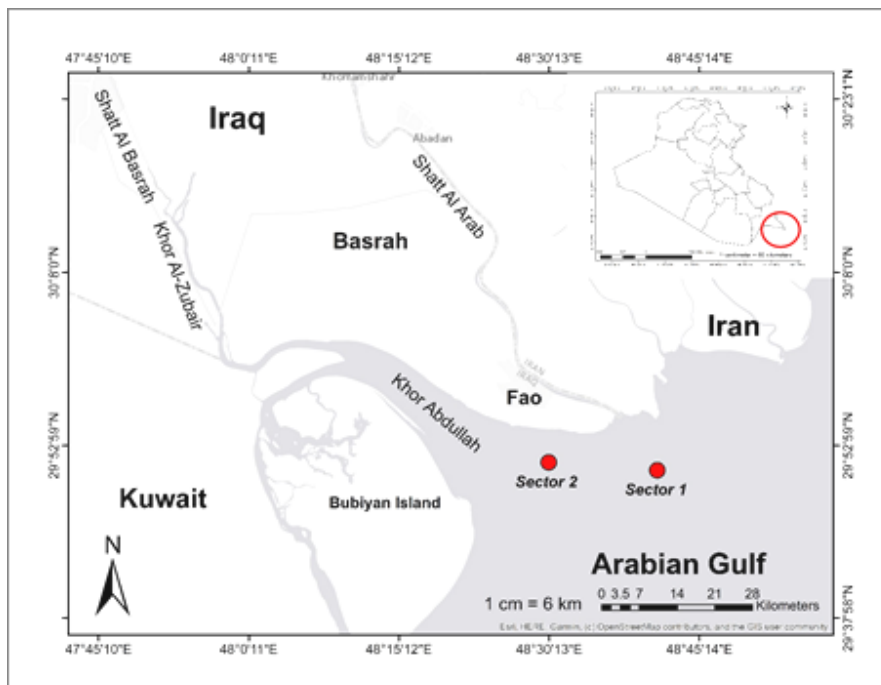 47°45'10"E
48°0'11"E
48°15'12"E
48°30'13"E
48°45'14"E
30°23'1"N
30°8'0"N
29°52'59"N
29°37'58"N
Khorramshahr
Iraq
Abadan
Shatt Al Basrah
Shatt Al Arab
Basrah
Khor Al-Zubair
30°8'0"N
Iran
IRAN
IRAQ
Khor Abdullah
Fao
29°52'59"N
Sector 2
Sector 1
Kuwait
Bubiyan Island
N
Arabian Gulf
1 cm = 6 km
0 3.5 7 14 21 28
Kilometers
Esri, HERE, Garmin, (c) OpenStreetMap contributors, and the GIS user community
29°37'58"N
47°45'10"E
48°0'11"E
48°15'12"E
48°30'13"E
48°45'14"E